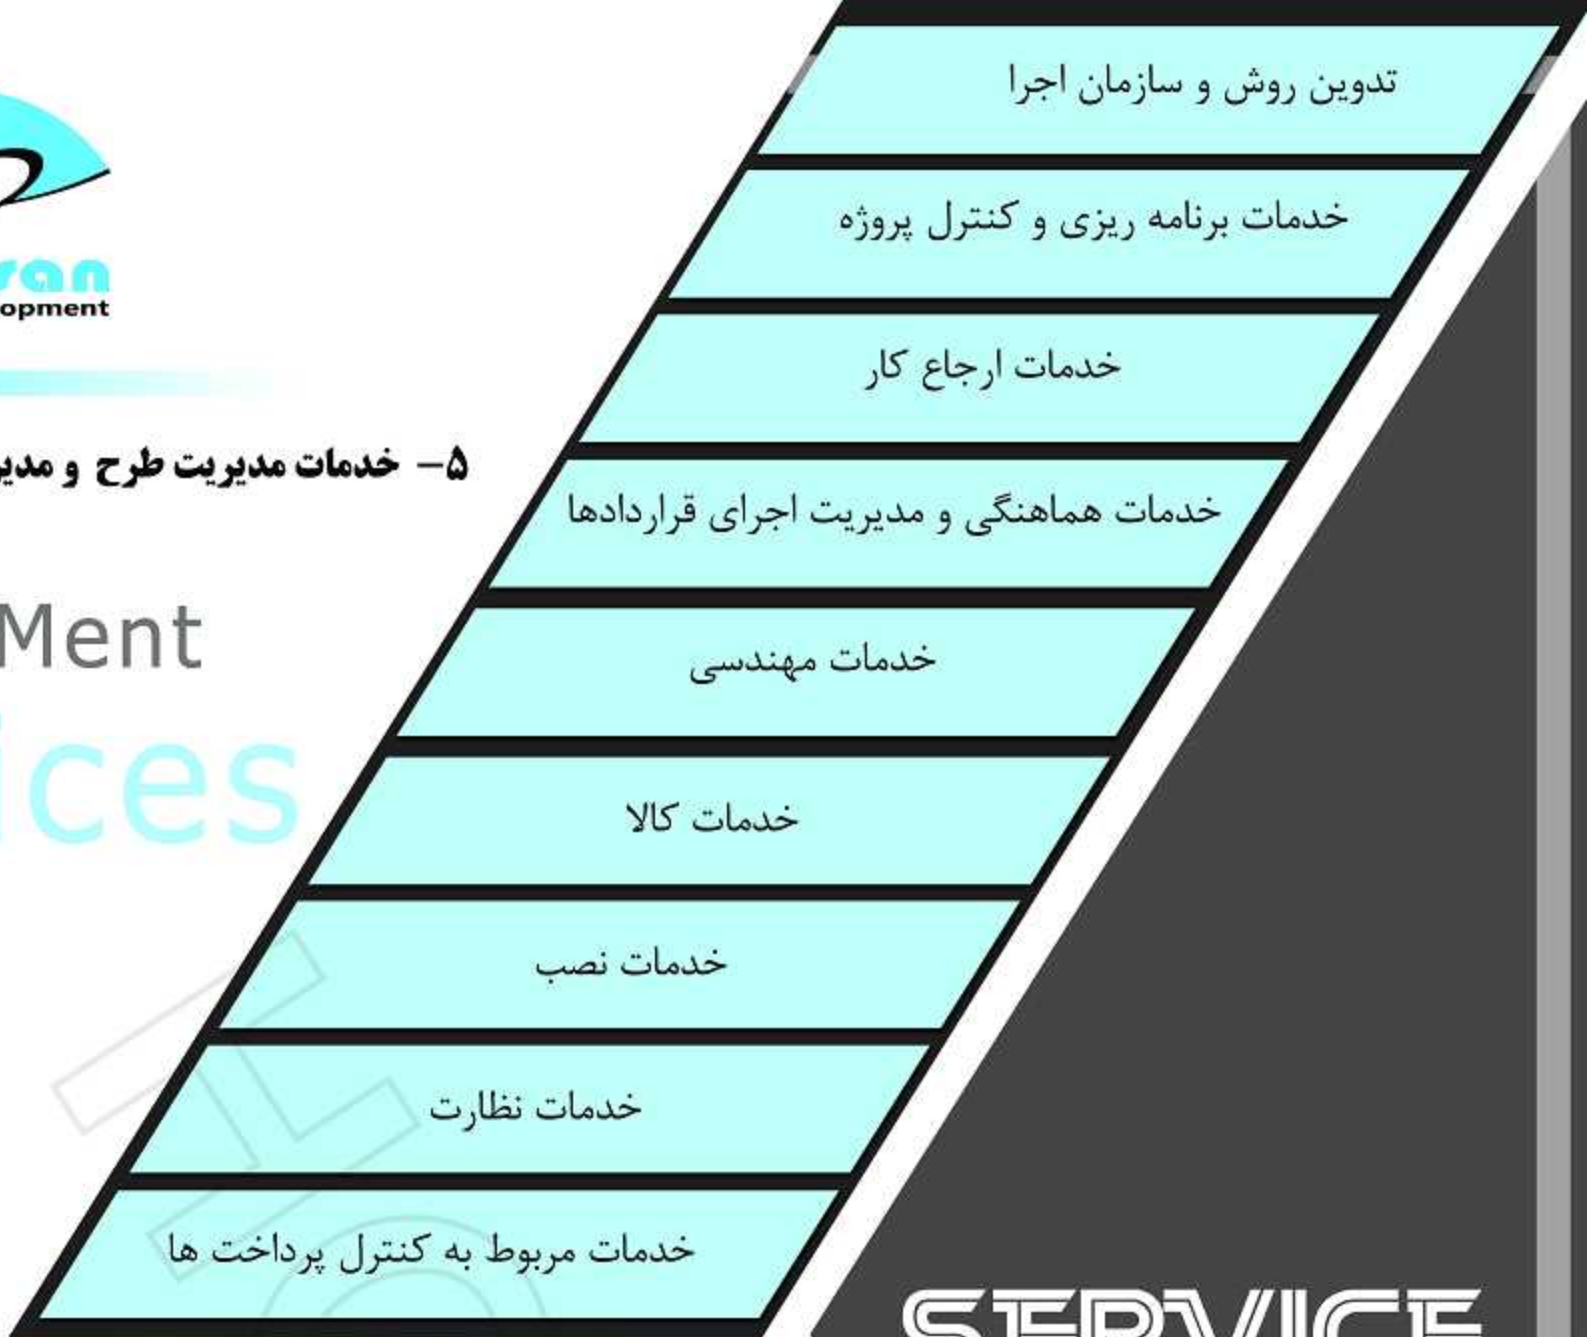 تدوین روش و سازمان اجرا
خدمات برنامه ریزی و کنترل پروژه
opment
خدمات ارجاع کار
۵- خدمات مدیریت طرح و
خدمات هماهنگی و مدیریت اجرای قراردادها
Ment
خدمات مهندسی
ices
خدمات کالا
خدمات نصب
خدمات نظارت
خدمات مربوط به کنترل پرداخت ها
SERVICE